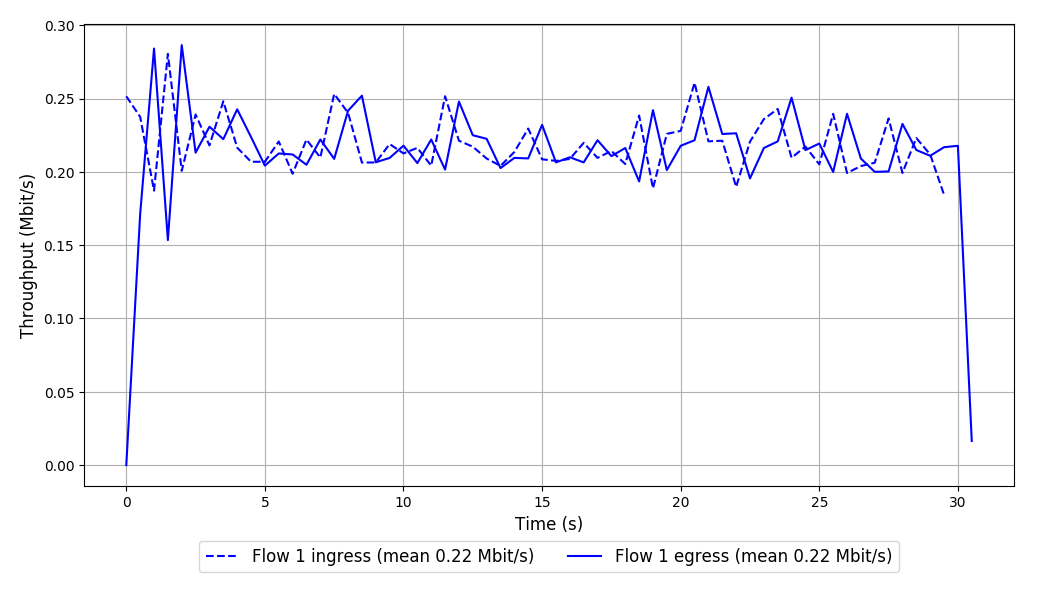 0.30
0.25
0.20
0.15
0.10
0.05
0.00
Throughput (Mbit/s)
0 5 10 15 20 25 30
Time (s)
Flow 1 ingress (mean 0.22 Mbit/s) Flow 1 egress (mean 0.22 Mbit/s)